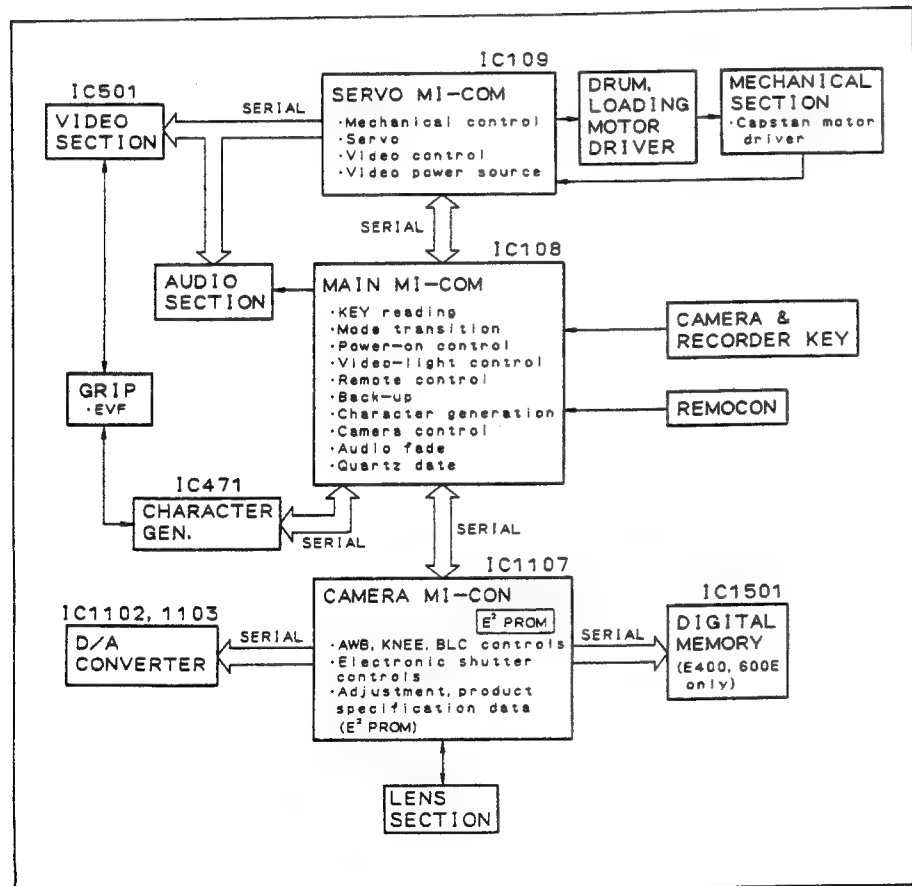 IC109
IC501
VIDEO
SECTION
SERIAL
SERVO MI-COM
·Mechanical control
·Servo
·Video control
·Video power source
DRUM,
LOADING
MOTOR
DRIVER
MECHANICAL
SECTION
·Capstan motor
driver
SERIAL
IC108
AUDIO
SECTION
MAIN MI-COM
·KEY reading
·Mode transition
·Power-on control
·Video-light control
·Remote control
·Back-up
·Character generation
·Camera control
·Audio fade
·Quartz date
CAMERA &
RECORDER KEY
REMOCON
GRIP
·EVF
IC471
CHARACTER
GEN.
SERIAL
SERIAL
IC1107
CAMERA MI-CON
E² PROM
·AWB, KNEE, BLC controls
·Electronic shutter
controls
·Adjustment, product
specification data
(E² PROM)
IC1102, 1103
D/A
CONVERTER
SERIAL
SERIAL
IC1501
DIGITAL
MEMORY
(E400, 600E
only)
LENS
SECTION